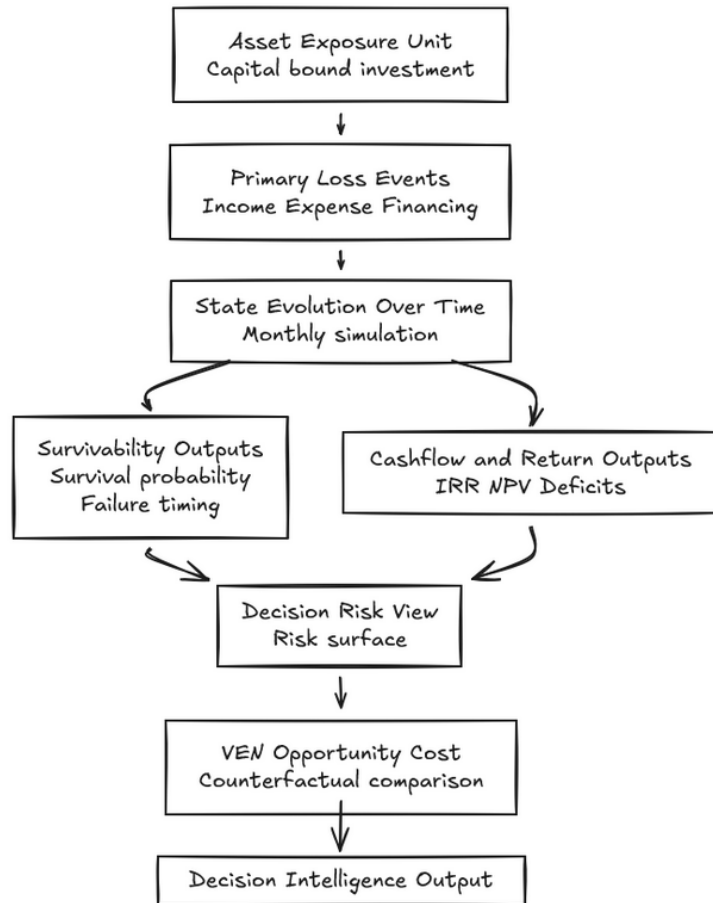 Asset Exposure Unit
Capital bound investment
Primary Loss Events
Income Expense Financing
State Evolution Over Time
Monthly simulation
Survivability Outputs
Survival probability
Failure timing
Cashflow and Return Outputs
IRR NPV Deficits
Decision Risk View
Risk surface
VEN Opportunity Cost
Counterfactual comparison
Decision Intelligence Output